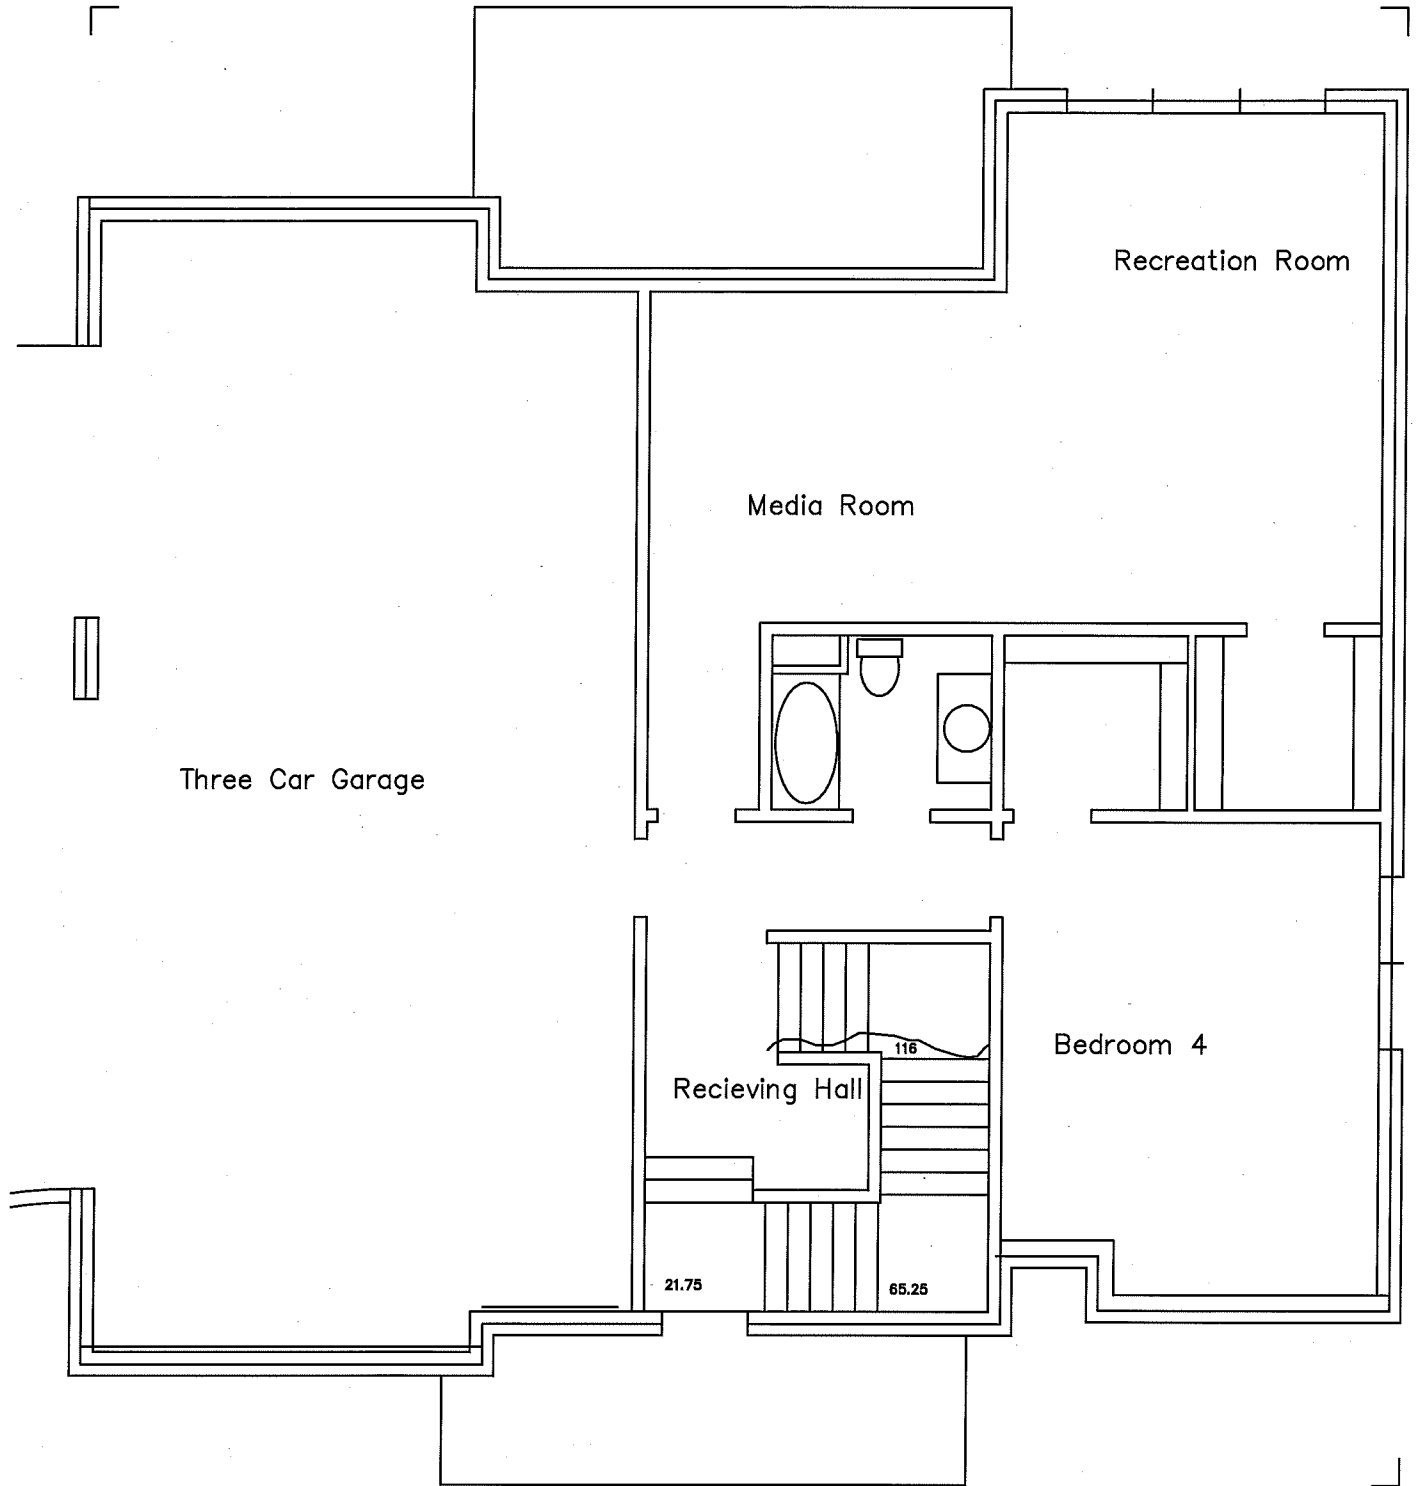 Recreation Room
Media Room
Three Car Garage
Bedroom 4
116
Recieving Hall
21.75
65.25